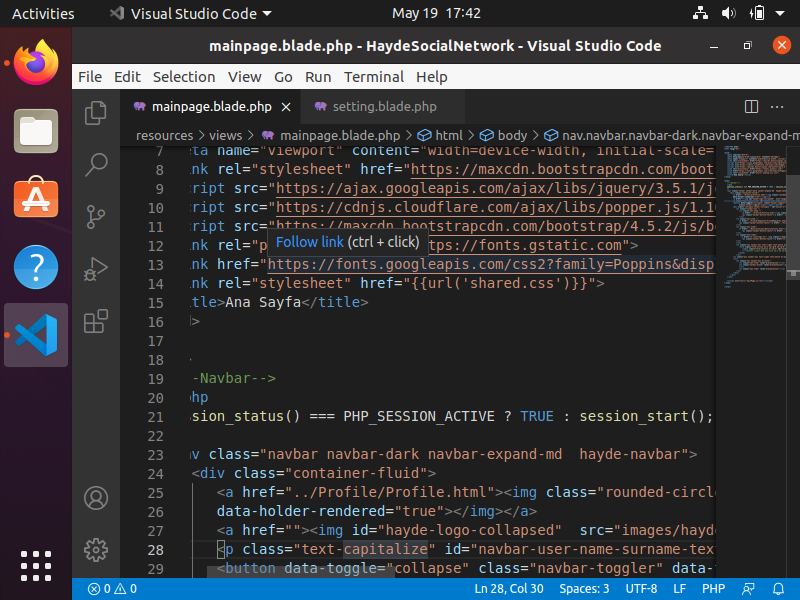 Activities
Visual Studio Code
May 19 17:42
mainpage.blade.php - HaydeSocialNetwork - Visual Studio Code
File Edit Selection View Go Run Terminal Help
mainpage.blade.php
setting.blade.php
resources > views > mainpage.blade.php > html > body > nav.navbar.navbar-dark.navbar-expand-m
7 eta name="viewport" content="width=device-width, initial-scale=
8 nk rel="stylesheet" href="https://maxcdn.bootstrapcdn.com/boot
9 ript src="https://ajax.googleapis.com/ajax/libs/jquery/3.5.1/j
10 ript src="https://cdnjs.cloudflare.com/ajax/libs/popper.js/1.1
11 ript src="https://maxcdn.bootstrapcdn.com/bootstrap/4.5.2/js/b
Follow link (ctrl + click)
12 nk rel="p tps://fonts.gstatic.com">
13 nk href="https://fonts.googleapis.com/css2?family=Poppins&disp
14 nk rel="stylesheet" href="{{url('shared.css')}}">
15 tle>Ana Sayfa</title>
16 >
17
18
19 -Navbar-->
20 hp
21 sion_status() === PHP_SESSION_ACTIVE ? TRUE : session_start();
22
23 v class="navbar navbar-dark navbar-expand-md  hayde-navbar">
24 <div class="container-fluid">
25 <a href="../Profile/Profile.html"><img class="rounded-circl
26 data-holder-rendered="true"></img></a>
27 <a href=""><img id="hayde-logo-collapsed"  src="images/hayd
28 <p class="text-capitalize" id="navbar-user-name-surname-tex
29 <button data-toggle="collapse" class="navbar-toggler" data-
0 0
Ln 28, Col 30 Spaces: 3 UTF-8 LF PHP